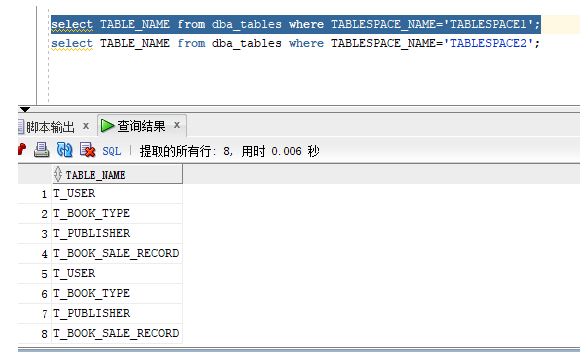 select TABLE_NAME from dba_tables where TABLESPACE_NAME='TABLESPACE1';
select TABLE_NAME from dba_tables where TABLESPACE_NAME='TABLESPACE2';
脚本输出 x 查询结果 x
SQL | 提取的所有行: 8, 用时 0.006 秒
TABLE_NAME
1 T_USER
2 T_BOOK_TYPE
3 T_PUBLISHER
4 T_BOOK_SALE_RECORD
5 T_USER
6 T_BOOK_TYPE
7 T_PUBLISHER
8 T_BOOK_SALE_RECORD